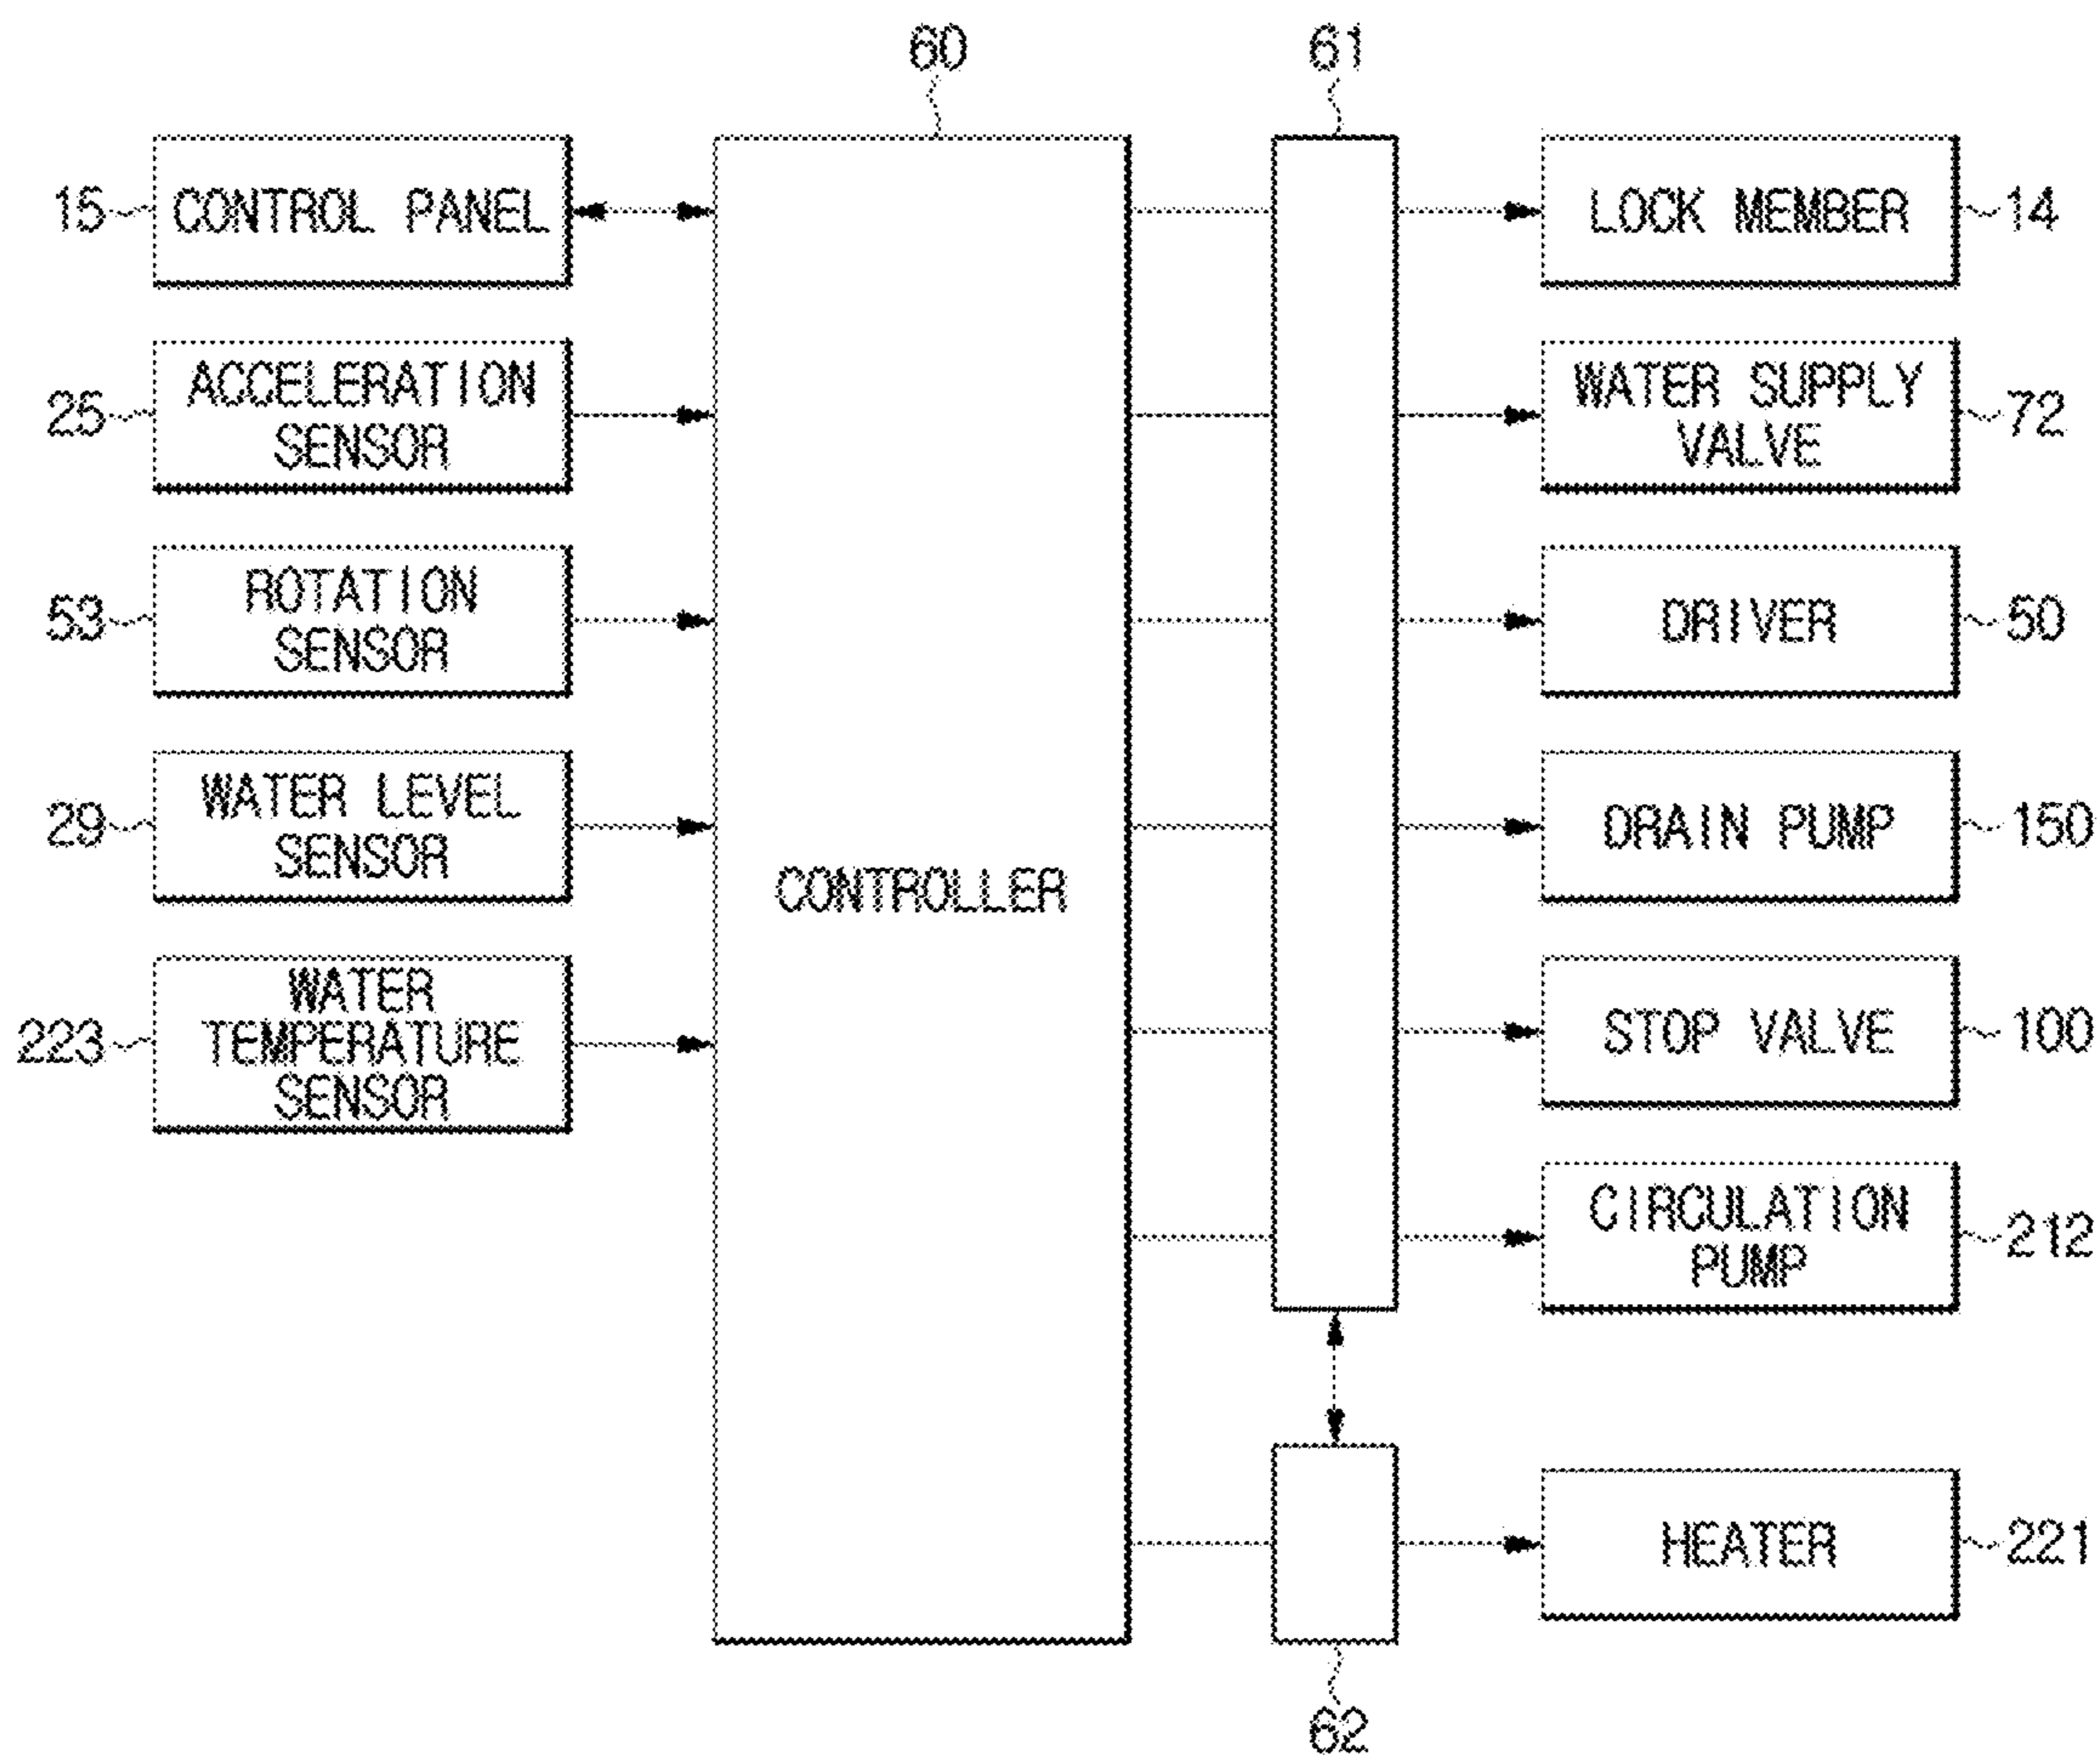 60
61
15
CONTROL PANEL
LOCK MEMBER
14
25
ACCELERATION
SENSOR
WATER SUPPLY
VALVE
72
53
ROTATION
SENSOR
DRIVER
50
29
WATER LEVEL
SENSOR
DRAIN PUMP
150
CONTROLLER
223
WATER
TEMPERATURE
SENSOR
STOP VALVE
100
CIRCULATION
PUMP
212
HEATER
221
62